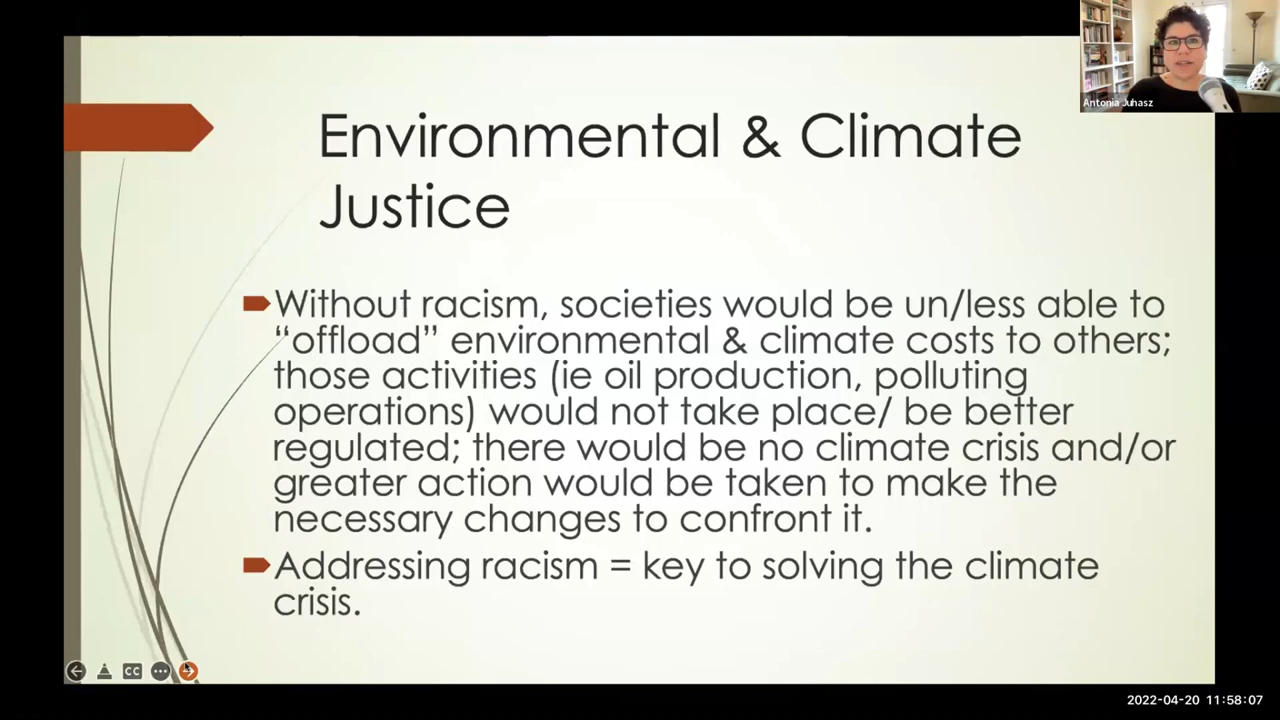 Antonia Juhasz
Environmental & Climate
Justice
Without racism, societies would be un/less able to
“offload” environmental & climate costs to others;
those activities (ie oil production, polluting
operations) would not take place/ be better
regulated; there would be no climate crisis and/or
greater action would be taken to make the
necessary changes to confront it.
Addressing racism = key to solving the climate
crisis.
CC
2022-04-20 11:58:07